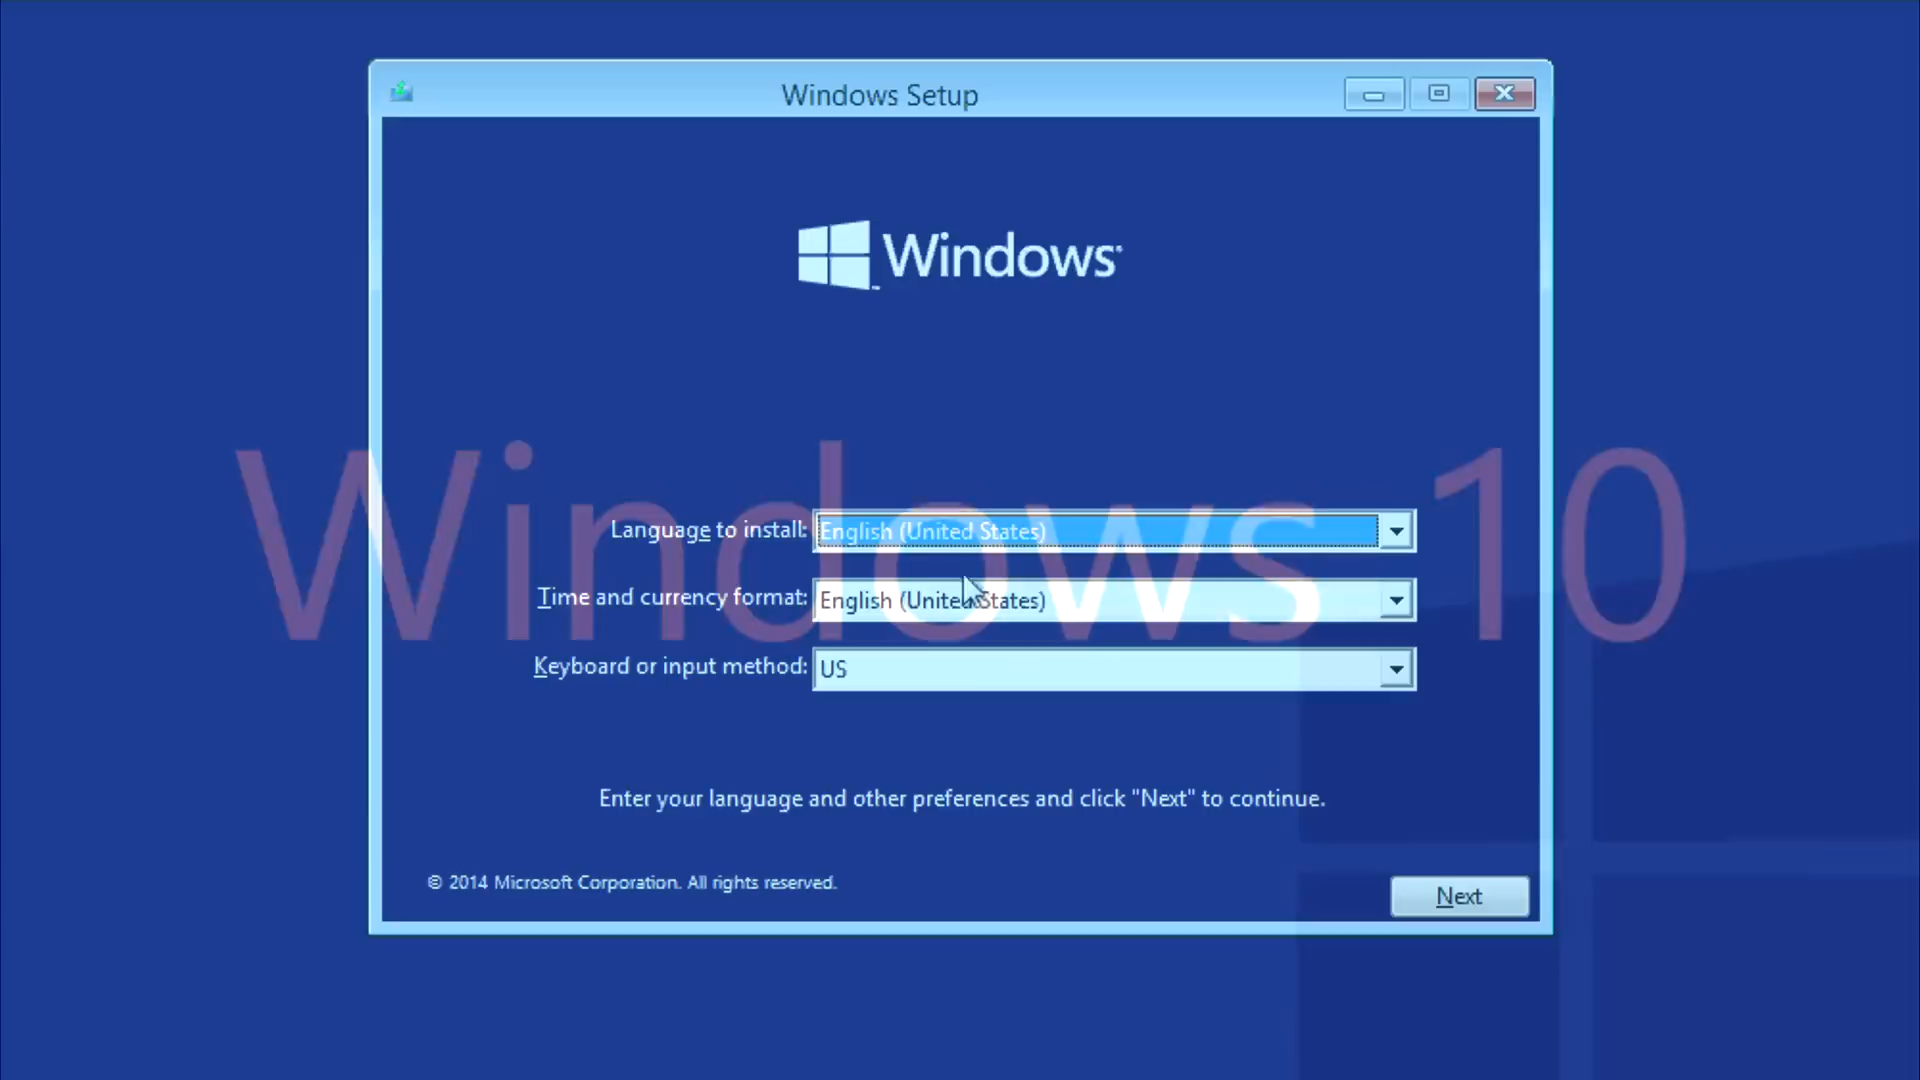 Windows Setup
Windows
Windows 10
Language to install: English (United States)
Time and currency format: English (United States)
Keyboard or input method: US
Enter your language and other preferences and click "Next" to continue.
© 2014 Microsoft Corporation. All rights reserved.
Next